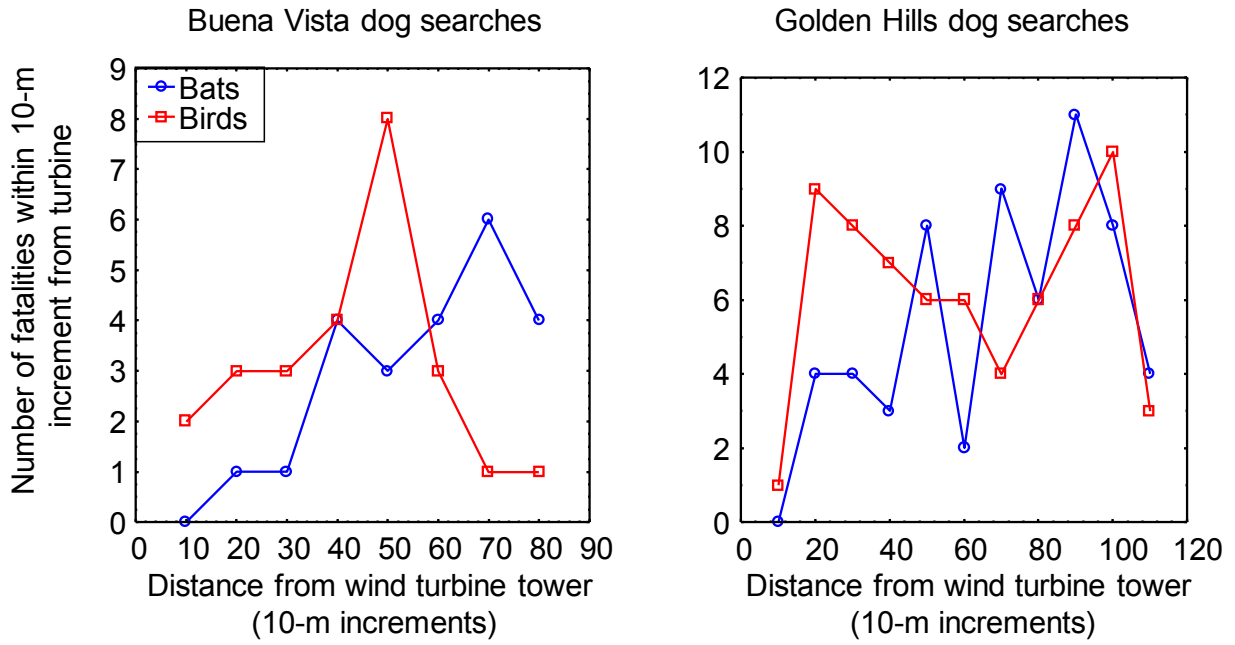 Buena Vista dog searches
Number of fatalities within 10-m
increment from turbine
9
8
7
6
5
4
3
2
1
0
Bats
Birds
0 10 20 30 40 50 60 70 80 90
Distance from wind turbine tower
(10-m increments)
Golden Hills dog searches
12
10
8
6
4
2
0
0 20 40 60 80 100 120
Distance from wind turbine tower
(10-m increments)